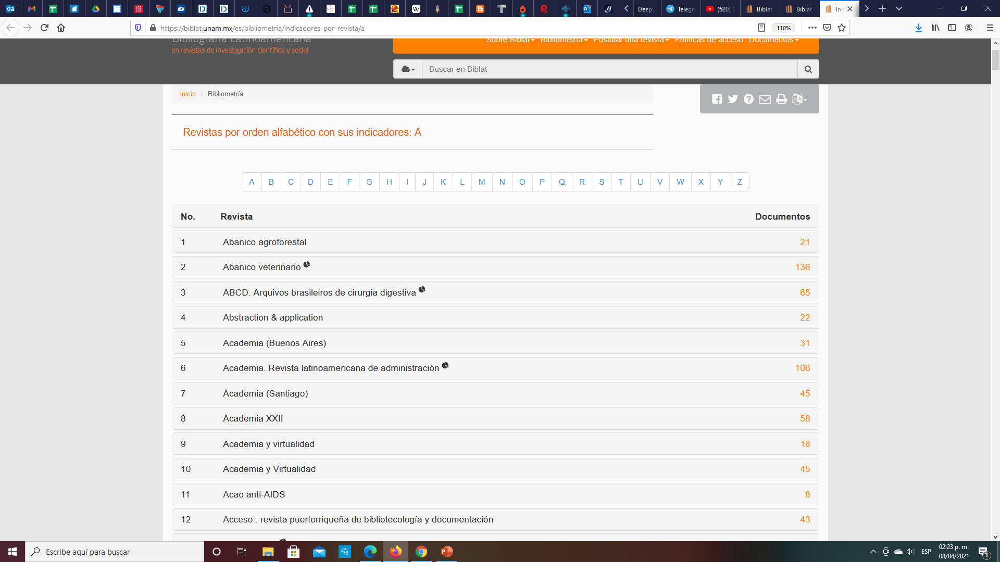 DeepL
Telegra
(620)
Biblat
Biblat
Ind
https://biblat.unam.mx/es/bibliometria/indicadores-por-revista/a
110%
Bibliografía Latinoamericana
en revistas de investigación científica y social
Sobre Biblat Bibliometría Postular una revista Políticas de acceso Documentos
Buscar en Biblat
Inicio / Bibliometría
Revistas por orden alfabético con sus indicadores: A
A B C D E F G H I J K L M N O P Q R S T U V W X Y Z
No. Revista Documentos
1 Abanico agroforestal 21
2 Abanico veterinario 136
3 ABCD. Arquivos brasileiros de cirurgia digestiva 65
4 Abstraction & application 22
5 Academia (Buenos Aires) 31
6 Academia. Revista latinoamericana de administración 106
7 Academia (Santiago) 45
8 Academia XXII 58
9 Academia y virtualidad 18
10 Academia y Virtualidad 45
11 Acao anti-AIDS 8
12 Acceso : revista puertorriqueña de bibliotecología y documentación 43
Escribe aquí para buscar
ESP
02:23 p. m.
08/04/2021
1